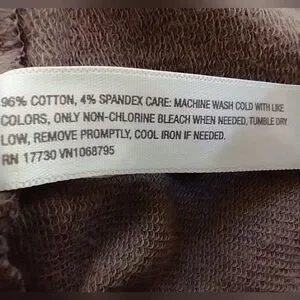 96% COTTON, 4% SPANDEX CARE: MACHINE WASH COLD WITH LIKE
COLORS, ONLY NON-CHLORINE BLEACH WHEN NEEDED, TUMBLE DRY
LOW, REMOVE PROMPTLY, COOL IRON IF NEEDED.
RN 17730 VN1068795